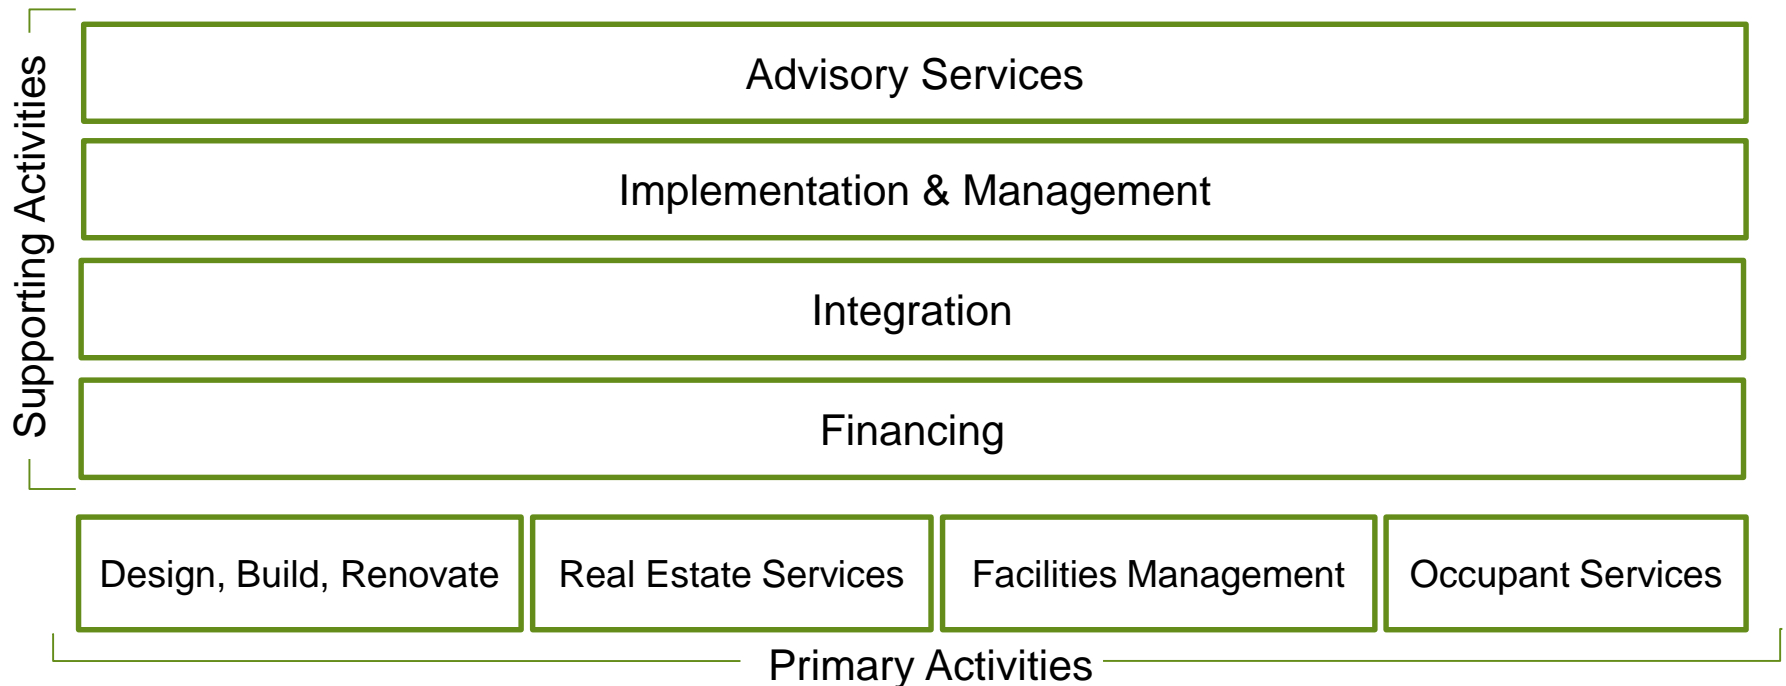 Supporting Activities
Advisory Services
Implementation & Management
Integration
Financing
Design, Build, Renovate
Real Estate Services
Facilities Management
Occupant Services
Primary Activities